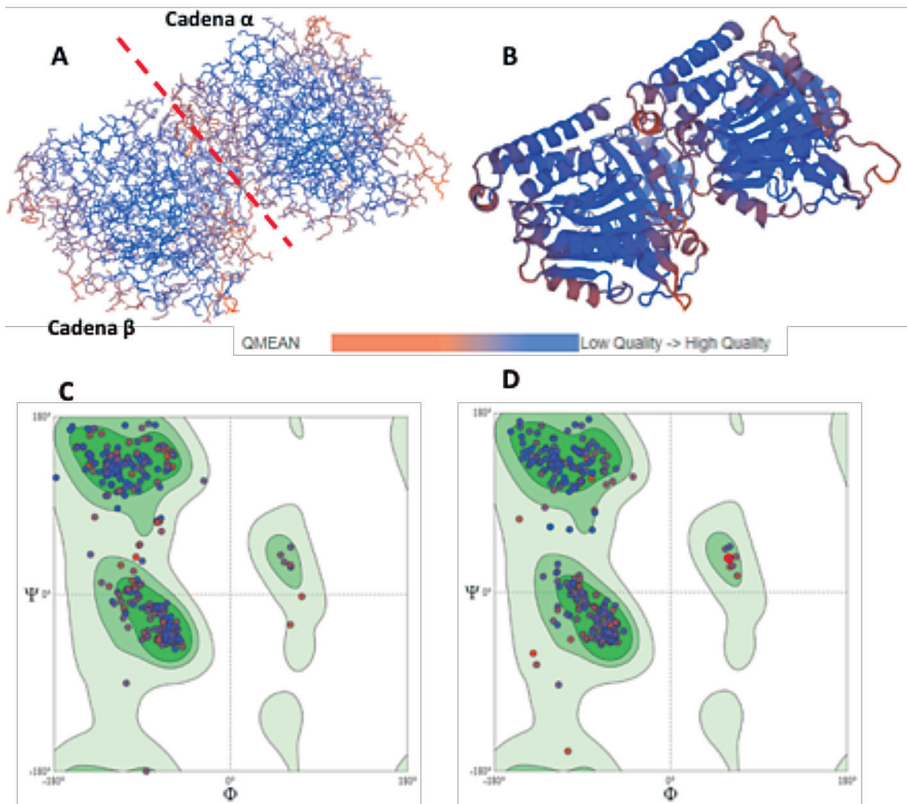 Cadena α
A
B
Cadena β
QMEAN
Low Quality -> High Quality
C
D
180°
Ψ
0°
-180°
-180°
0°
180°
Φ
180°
Ψ
0°
-180°
-180°
0°
180°
Φ